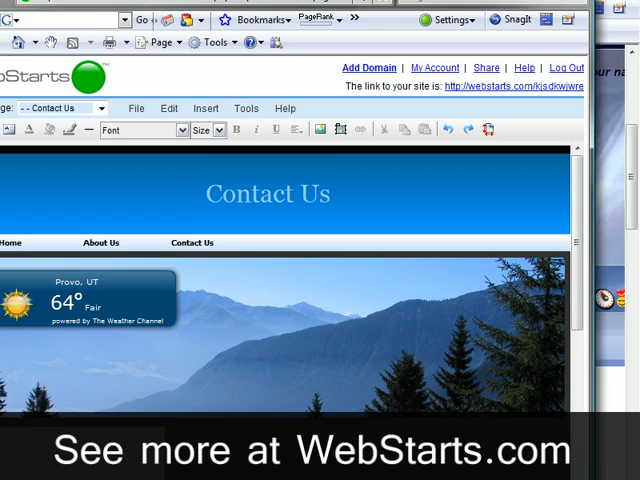 G Go Bookmarks PageRank » Settings SnagIt
Page Tools »
bStarts ™ Add Domain | My Account | Share | Help | Log Out
The link to your site is: http://webstarts.com/kjsdkwjwre
ge: - - Contact Us File Edit Insert Tools Help
Font Size B I U
Contact Us
Home About Us Contact Us
Provo, UT
64° Fair
powered by The Weather Channel
See more at WebStarts.com